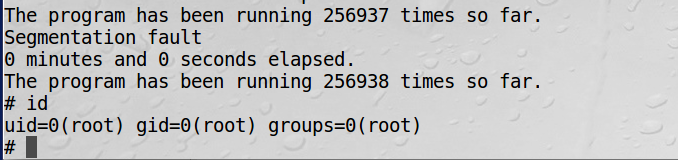 The program has been running 256937 times so far.
Segmentation fault
0 minutes and 0 seconds elapsed.
The program has been running 256938 times so far.
# id
uid=0(root) gid=0(root) groups=0(root)
#